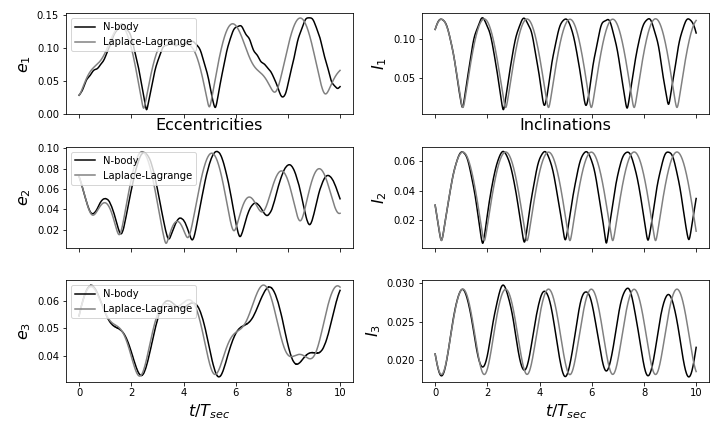 0.15
0.10
0.05
0.00
e1
N-body
Laplace-Lagrange
0.10
0.05
I1
Eccentricities
Inclinations
0.10
0.08
0.06
0.04
0.02
e2
N-body
Laplace-Lagrange
0.06
0.04
0.02
I2
0.06
0.05
0.04
e3
N-body
Laplace-Lagrange
0.030
0.025
0.020
I3
0 2 4 6 8 10
0 2 4 6 8 10
t/Tsec
t/Tsec